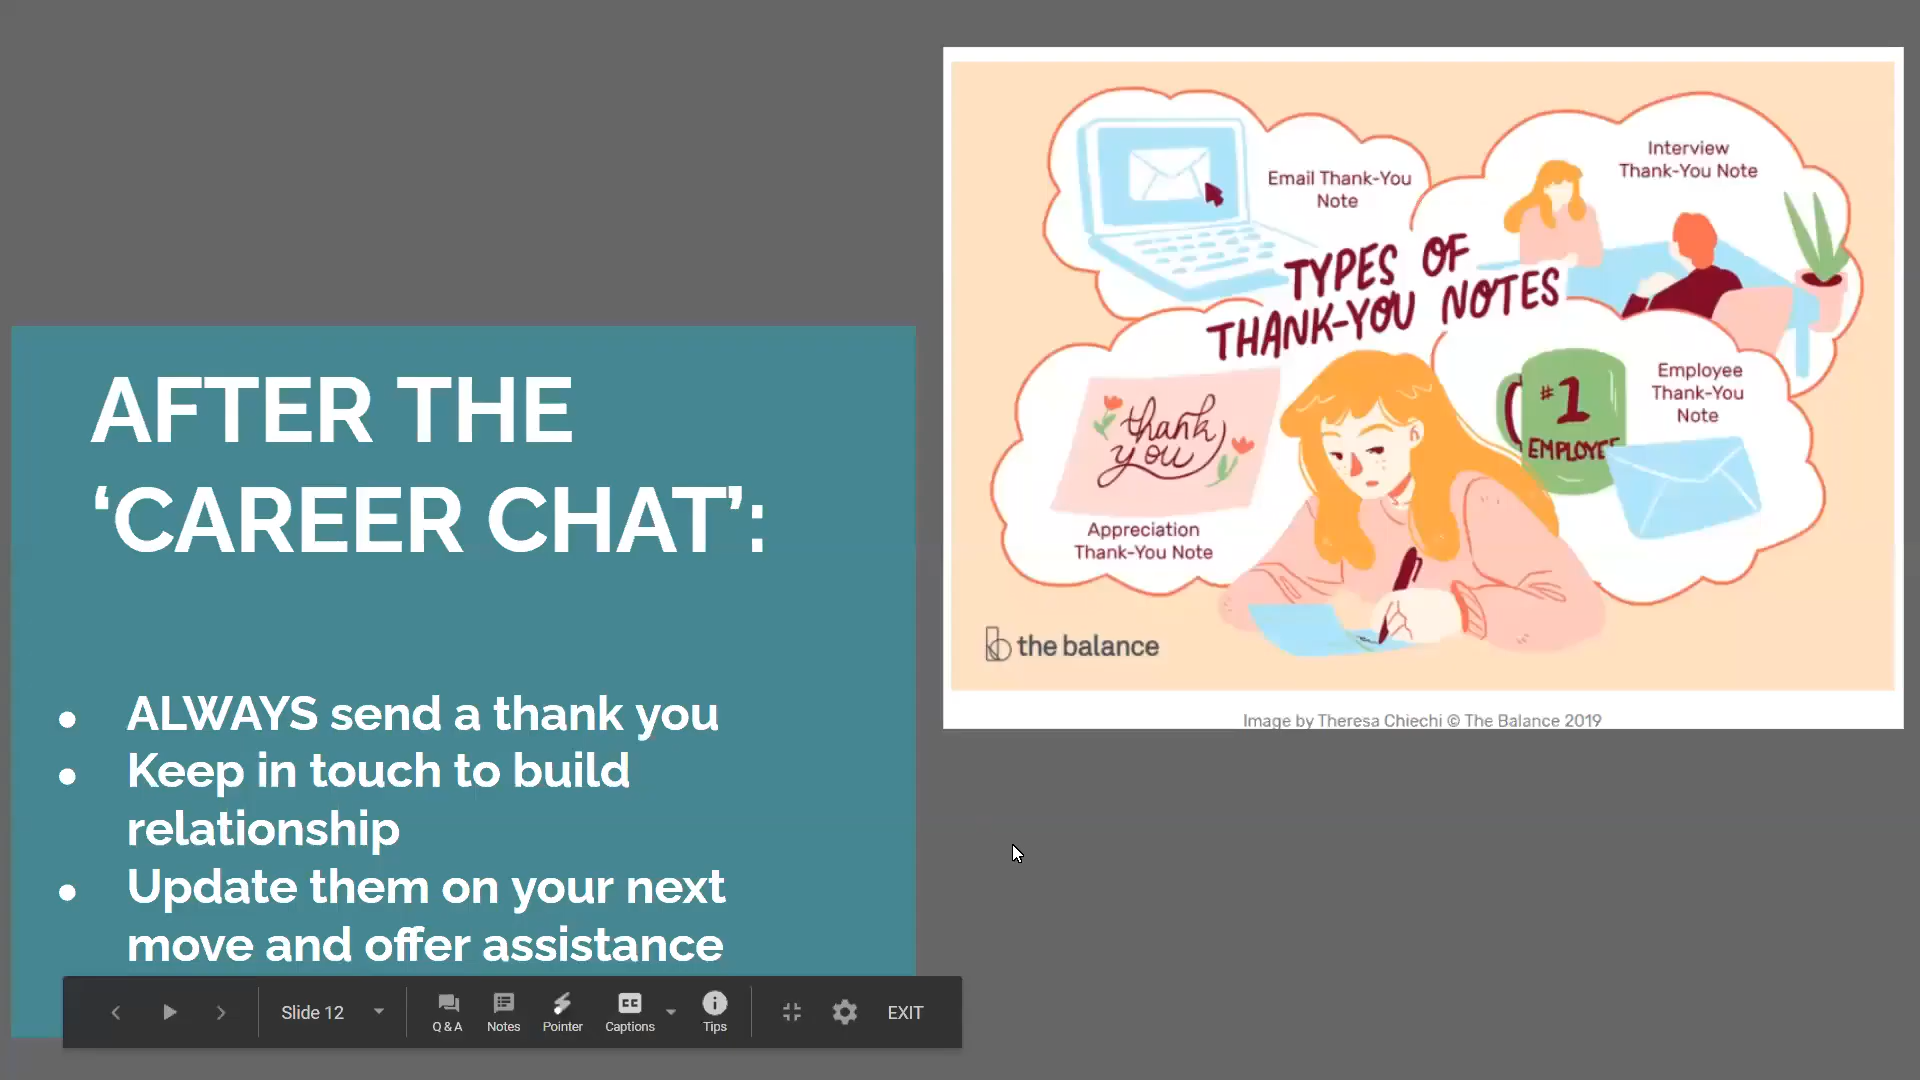 AFTER THE
‘CAREER CHAT’:
ALWAYS send a thank you
Keep in touch to build
relationship
Update them on your next
move and offer assistance
Email Thank-You
Note
Interview
Thank-You Note
TYPES OF
THANK-YOU NOTES
thank
you
Appreciation
Thank-You Note
#1
EMPLOYEE
Employee
Thank-You
Note
the balance
Image by Theresa Chiechi © The Balance 2019
Slide 12
Q & A
Notes
Pointer
CC
Captions
Tips
EXIT